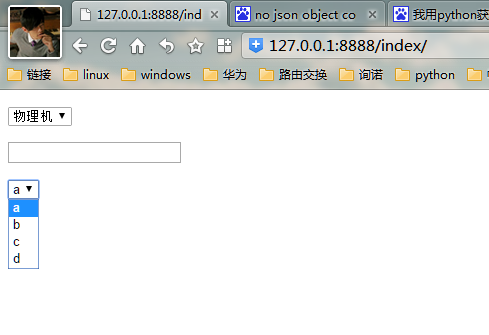 127.0.0.1:8888/ind
no json object co
我用python获
127.0.0.1:8888/index/
链接 linux windows 华为 路由交换 询诺 python
物理机
a
a
b
c
d